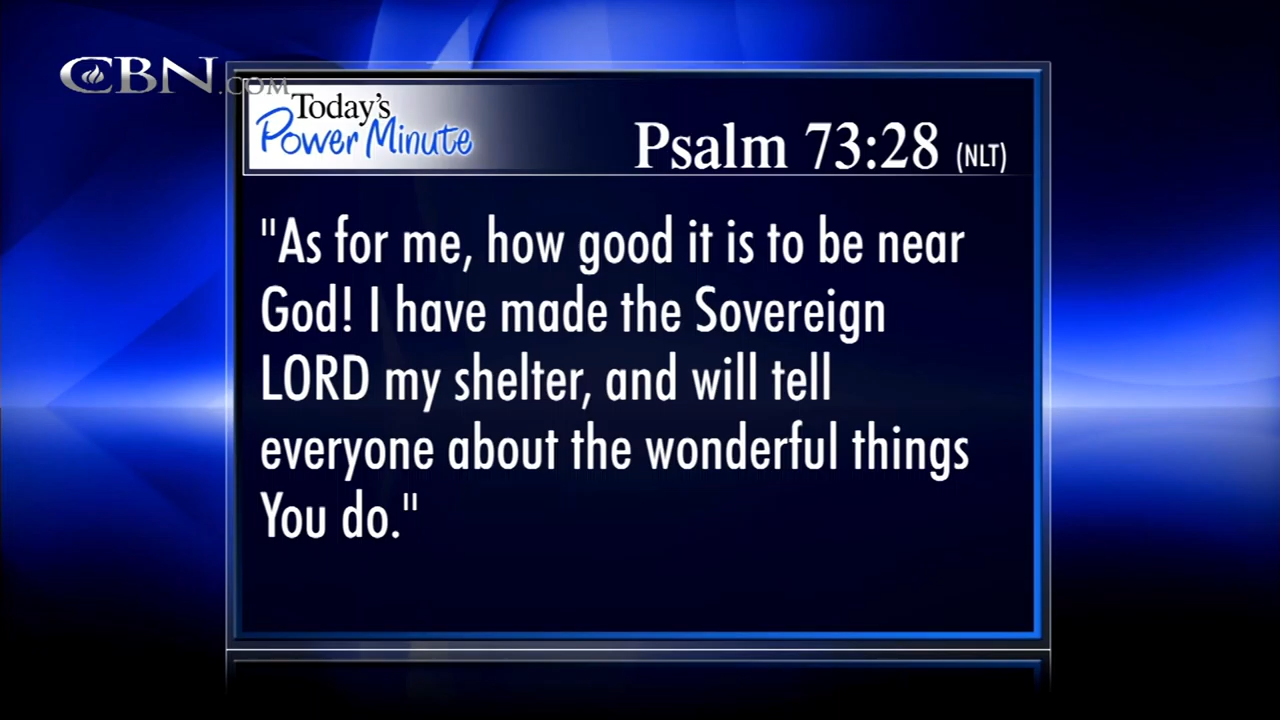 CBN.COM
Today's
Power Minute
Psalm 73:28 (NLT)
"As for me, how good it is to be near
God! I have made the Sovereign
LORD my shelter, and will tell
everyone about the wonderful things
You do."